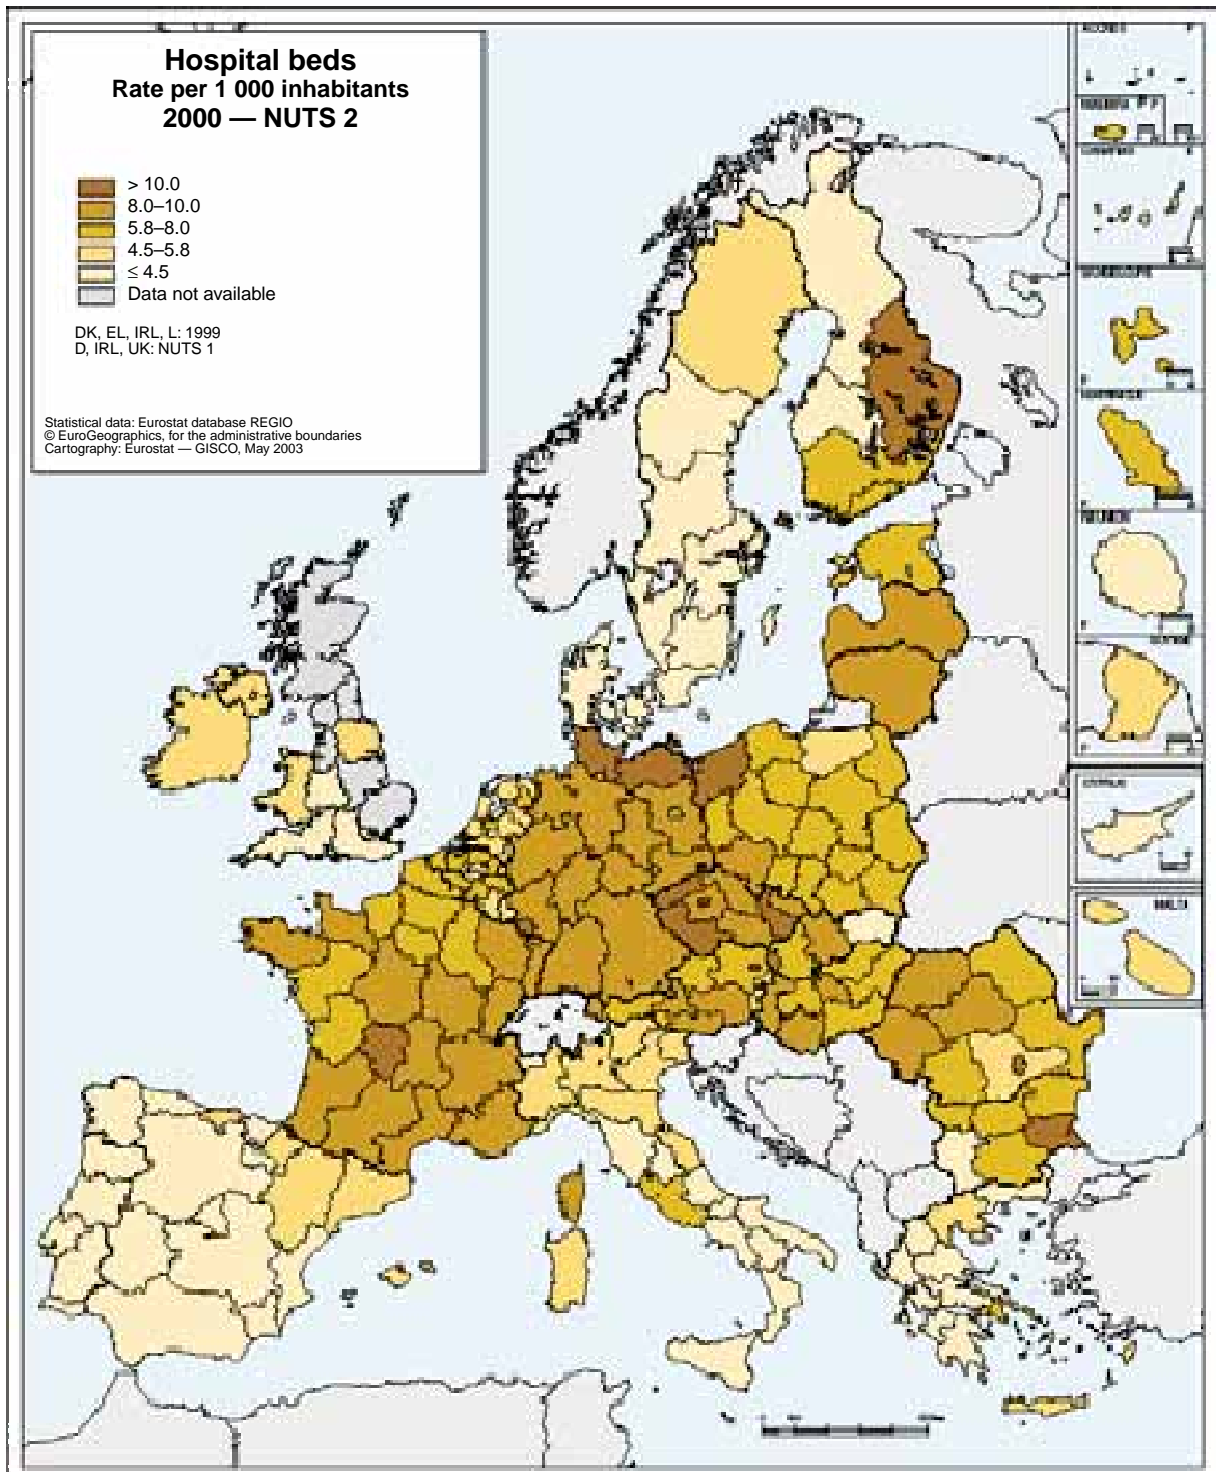 Hospital beds
Rate per 1 000 inhabitants
2000 — NUTS 2
> 10.0
8.0–10.0
5.8–8.0
4.5–5.8
≤ 4.5
Data not available
DK, EL, IRL, L: 1999
D, IRL, UK: NUTS 1
Statistical data: Eurostat database REGIO
© EuroGeographics, for the administrative boundaries
Cartography: Eurostat — GISCO, May 2003